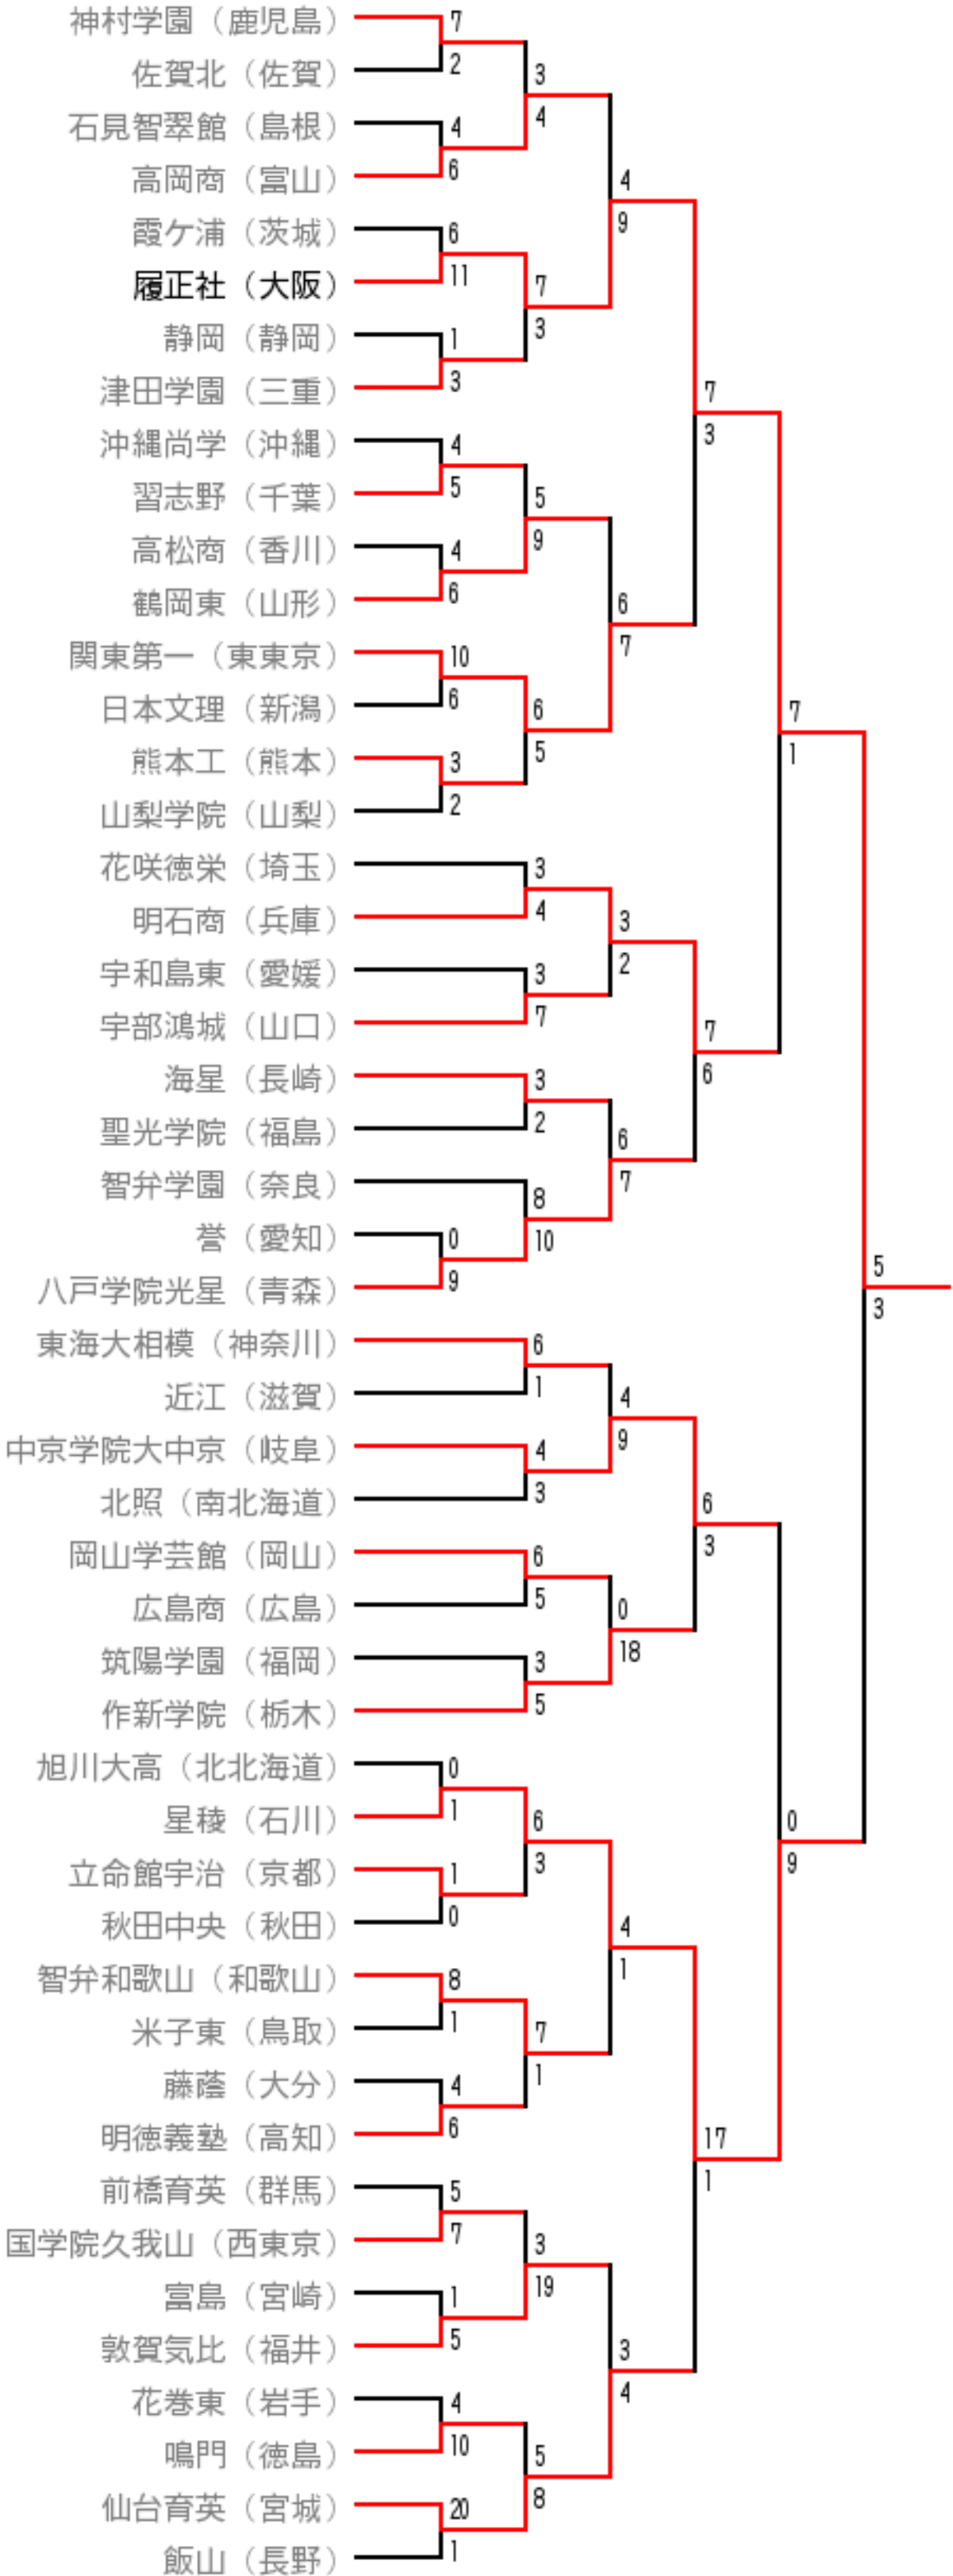 神村学園（鹿児島） 7
佐賀北（佐賀） 2
3
石見智翠館（島根） 4
4
高岡商（富山） 6
4
霞ケ浦（茨城） 6
9
履正社（大阪） 11
7
静岡（静岡） 1
3
津田学園（三重） 3
7
沖縄尚学（沖縄） 4
3
習志野（千葉） 5
5
高松商（香川） 4
9
鶴岡東（山形） 6
6
関東第一（東東京） 10
7
日本文理（新潟） 6
6
熊本工（熊本） 3
5
山梨学院（山梨） 2
7
1
花咲徳栄（埼玉） 3
明石商（兵庫） 4
3
宇和島東（愛媛） 3
2
宇部鴻城（山口） 7
7
海星（長崎） 3
6
聖光学院（福島） 2
6
智弁学園（奈良） 8
7
誉（愛知） 0
10
八戸学院光星（青森） 9
5
3
東海大相模（神奈川） 6
近江（滋賀） 1
4
中京学院大中京（岐阜） 4
9
北照（南北海道） 3
6
岡山学芸館（岡山） 6
3
広島商（広島） 5
0
筑陽学園（福岡） 3
18
作新学院（栃木） 5
旭川大高（北北海道） 0
星稜（石川） 1
6
0
立命館宇治（京都） 1
3
9
秋田中央（秋田） 0
4
智弁和歌山（和歌山） 8
1
米子東（鳥取） 1
7
藤蔭（大分） 4
1
明徳義塾（高知） 6
17
前橋育英（群馬） 5
1
国学院久我山（西東京） 7
3
富島（宮崎） 1
19
敦賀気比（福井） 5
3
花巻東（岩手） 4
4
鳴門（徳島） 10
5
仙台育英（宮城） 20
8
飯山（長野） 1